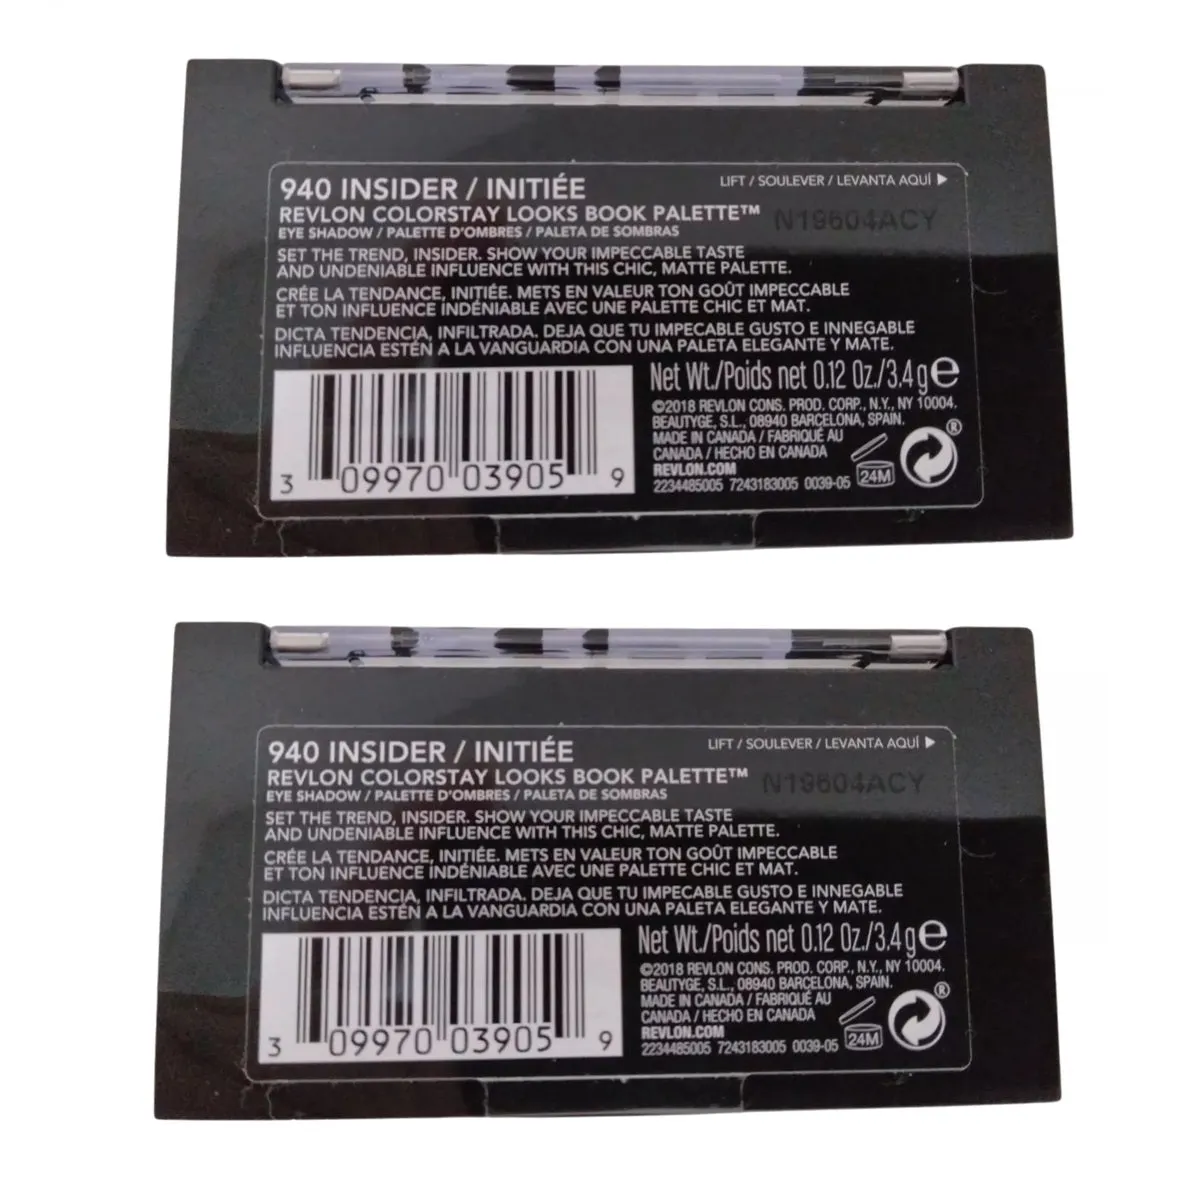 940 INSIDER / INITIÉE
LIFT / SOULEVER / LEVANTA AQUÍ ▶
REVLON COLORSTAY LOOKS BOOK PALETTE™
N19604ACY
EYE SHADOW / PALETTE D'OMBRES / PALETA DE SOMBRAS
SET THE TREND, INSIDER. SHOW YOUR IMPECCABLE TASTE
AND UNDENIABLE INFLUENCE WITH THIS CHIC, MATTE PALETTE.
CRÉE LA TENDANCE, INITIÉE. METS EN VALEUR TON GOÛT IMPECCABLE
ET TON INFLUENCE INDÉNIABLE AVEC UNE PALETTE CHIC ET MAT.
DICTA TENDENCIA, INFILTRADA. DEJA QUE TU IMPECABLE GUSTO E INNEGABLE
INFLUENCIA ESTÉN A LA VANGUARDIA CON UNA PALETA ELEGANTE Y MATE.
Net Wt./Poids net 0.12 Oz./3.4 g ℮
©2018 REVLON CONS. PROD. CORP., N.Y., NY 10004.
BEAUTYGE, S.L., 08940 BARCELONA, SPAIN.
MADE IN CANADA / FABRIQUÉ AU
CANADA / HECHO EN CANADA
REVLON.COM
2234485005 7243183005 0039-05
24M
®
3 09970 03905 9
940 INSIDER / INITIÉE
LIFT / SOULEVER / LEVANTA AQUÍ ▶
REVLON COLORSTAY LOOKS BOOK PALETTE™
N19604ACY
EYE SHADOW / PALETTE D'OMBRES / PALETA DE SOMBRAS
SET THE TREND, INSIDER. SHOW YOUR IMPECCABLE TASTE
AND UNDENIABLE INFLUENCE WITH THIS CHIC, MATTE PALETTE.
CRÉE LA TENDANCE, INITIÉE. METS EN VALEUR TON GOÛT IMPECCABLE
ET TON INFLUENCE INDÉNIABLE AVEC UNE PALETTE CHIC ET MAT.
DICTA TENDENCIA, INFILTRADA. DEJA QUE TU IMPECABLE GUSTO E INNEGABLE
INFLUENCIA ESTÉN A LA VANGUARDIA CON UNA PALETA ELEGANTE Y MATE.
Net Wt./Poids net 0.12 Oz./3.4 g ℮
©2018 REVLON CONS. PROD. CORP., N.Y., NY 10004.
BEAUTYGE, S.L., 08940 BARCELONA, SPAIN.
MADE IN CANADA / FABRIQUÉ AU
CANADA / HECHO EN CANADA
REVLON.COM
2234485005 7243183005 0039-05
24M
®
3 09970 03905 9